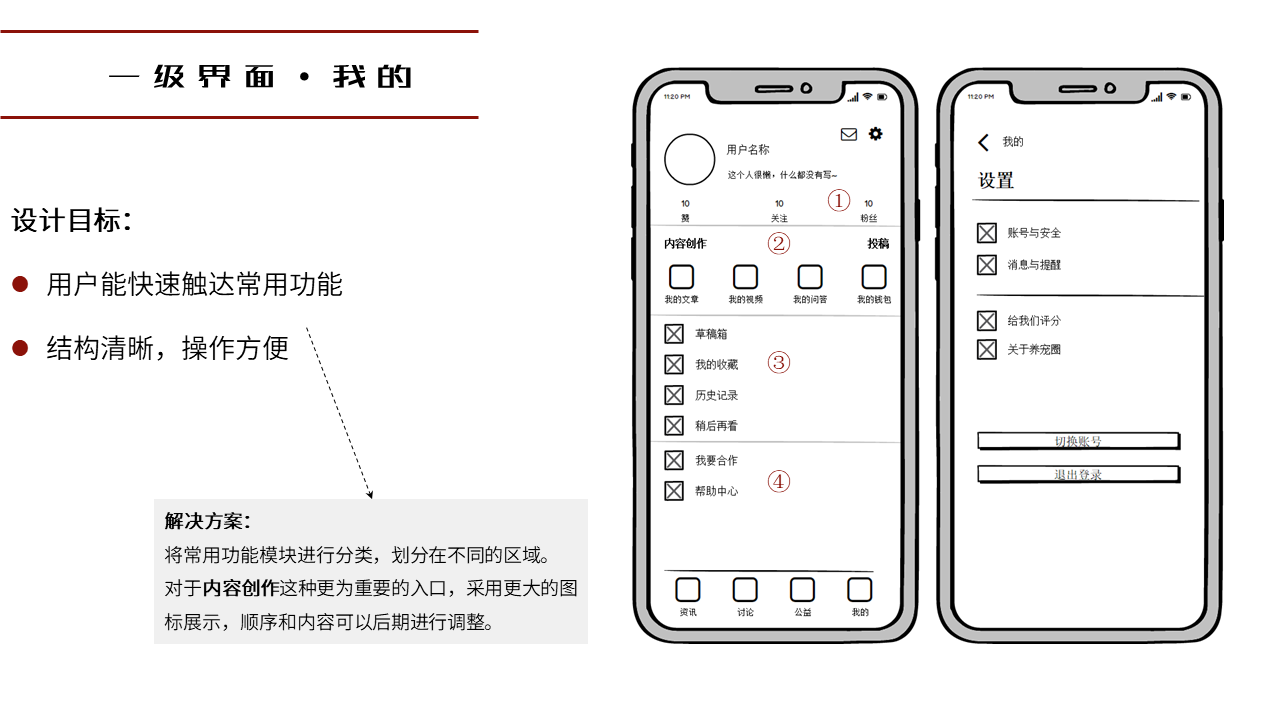 一级界面·我的
设计目标：
用户能快速触达常用功能
结构清晰，操作方便
解决方案：
将常用功能模块进行分类，划分在不同的区域。
对于内容创作这种更为重要的入口，采用更大的图
标展示，顺序和内容可以后期进行调整。
11:20 PM
用户名称
这个人很懒，什么都没有写~
10 10 ① 10
赞 关注 粉丝
内容创作 ② 投稿
我的文章 我的视频 我的问答 我的钱包
草稿箱
我的收藏 ③
历史记录
稍后再看
我要合作
④
帮助中心
资讯 讨论 公益 我的
11:20 PM
我的
设置
账号与安全
消息与提醒
给我们评分
关于养宠圈
切换账号
退出登录